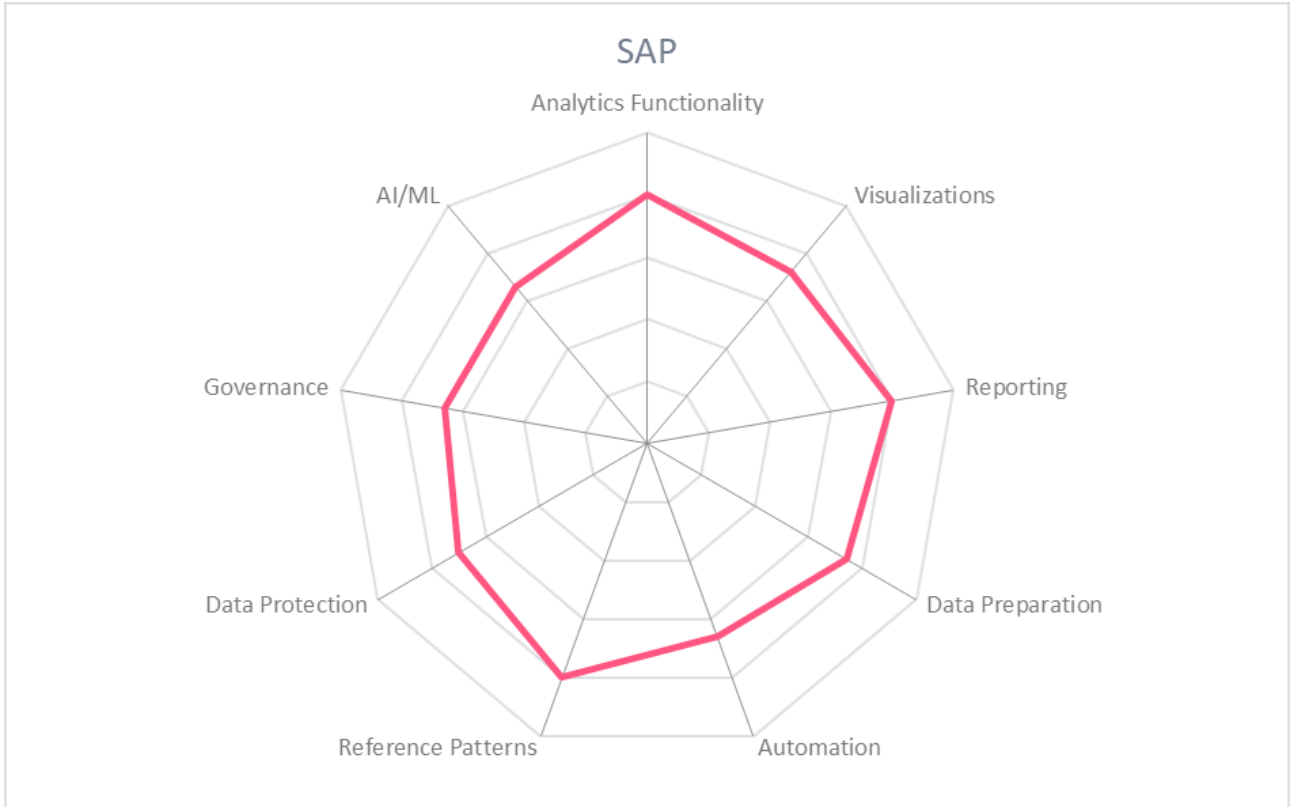 SAP
Analytics Functionality
AI/ML
Visualizations
Governance
Reporting
Data Protection
Data Preparation
Reference Patterns
Automation